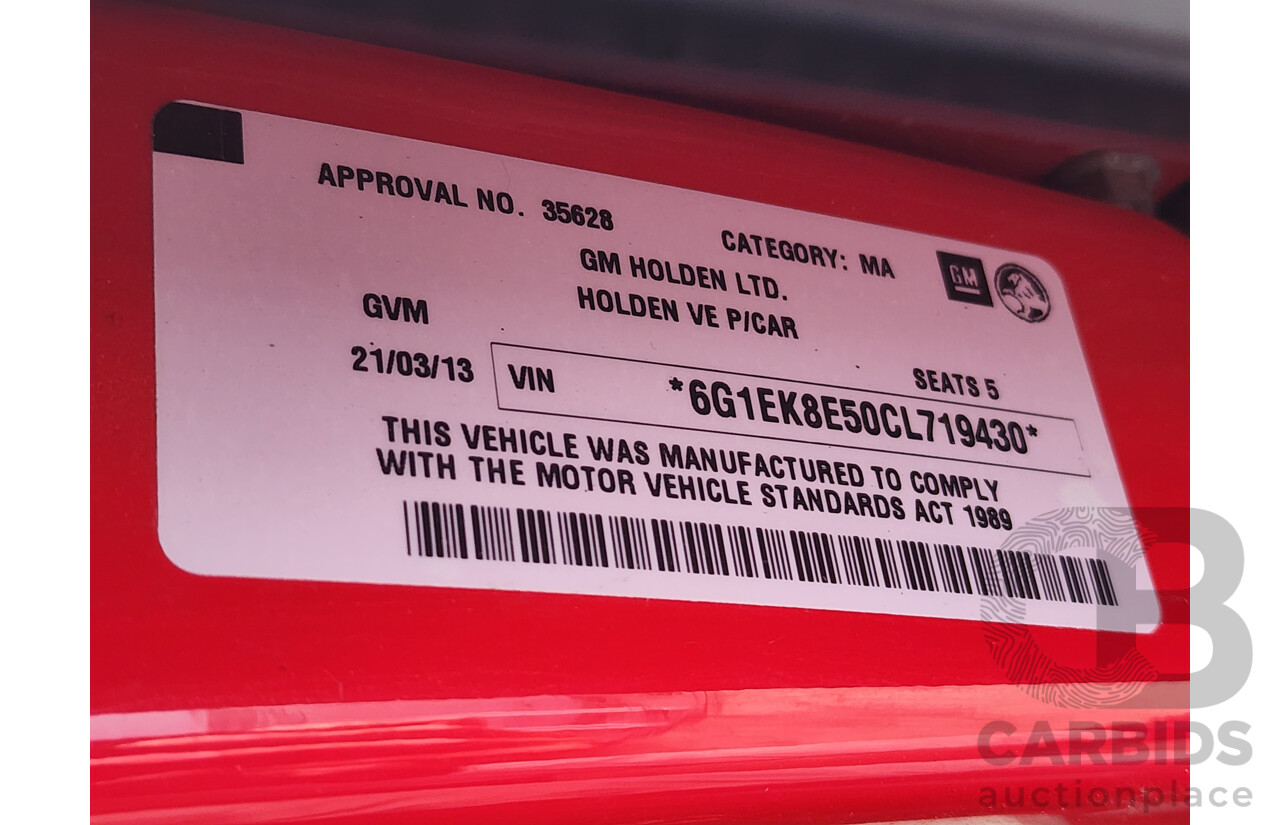 APPROVAL NO. 35628
CATEGORY: MA
GM
GM HOLDEN LTD.
HOLDEN VE P/CAR
GVM
SEATS 5
21/03/13
VIN *6G1EK8E50CL719430*
THIS VEHICLE WAS MANUFACTURED TO COMPLY
WITH THE MOTOR VEHICLE STANDARDS ACT 1989
CB
CARBIDS
auctionplace